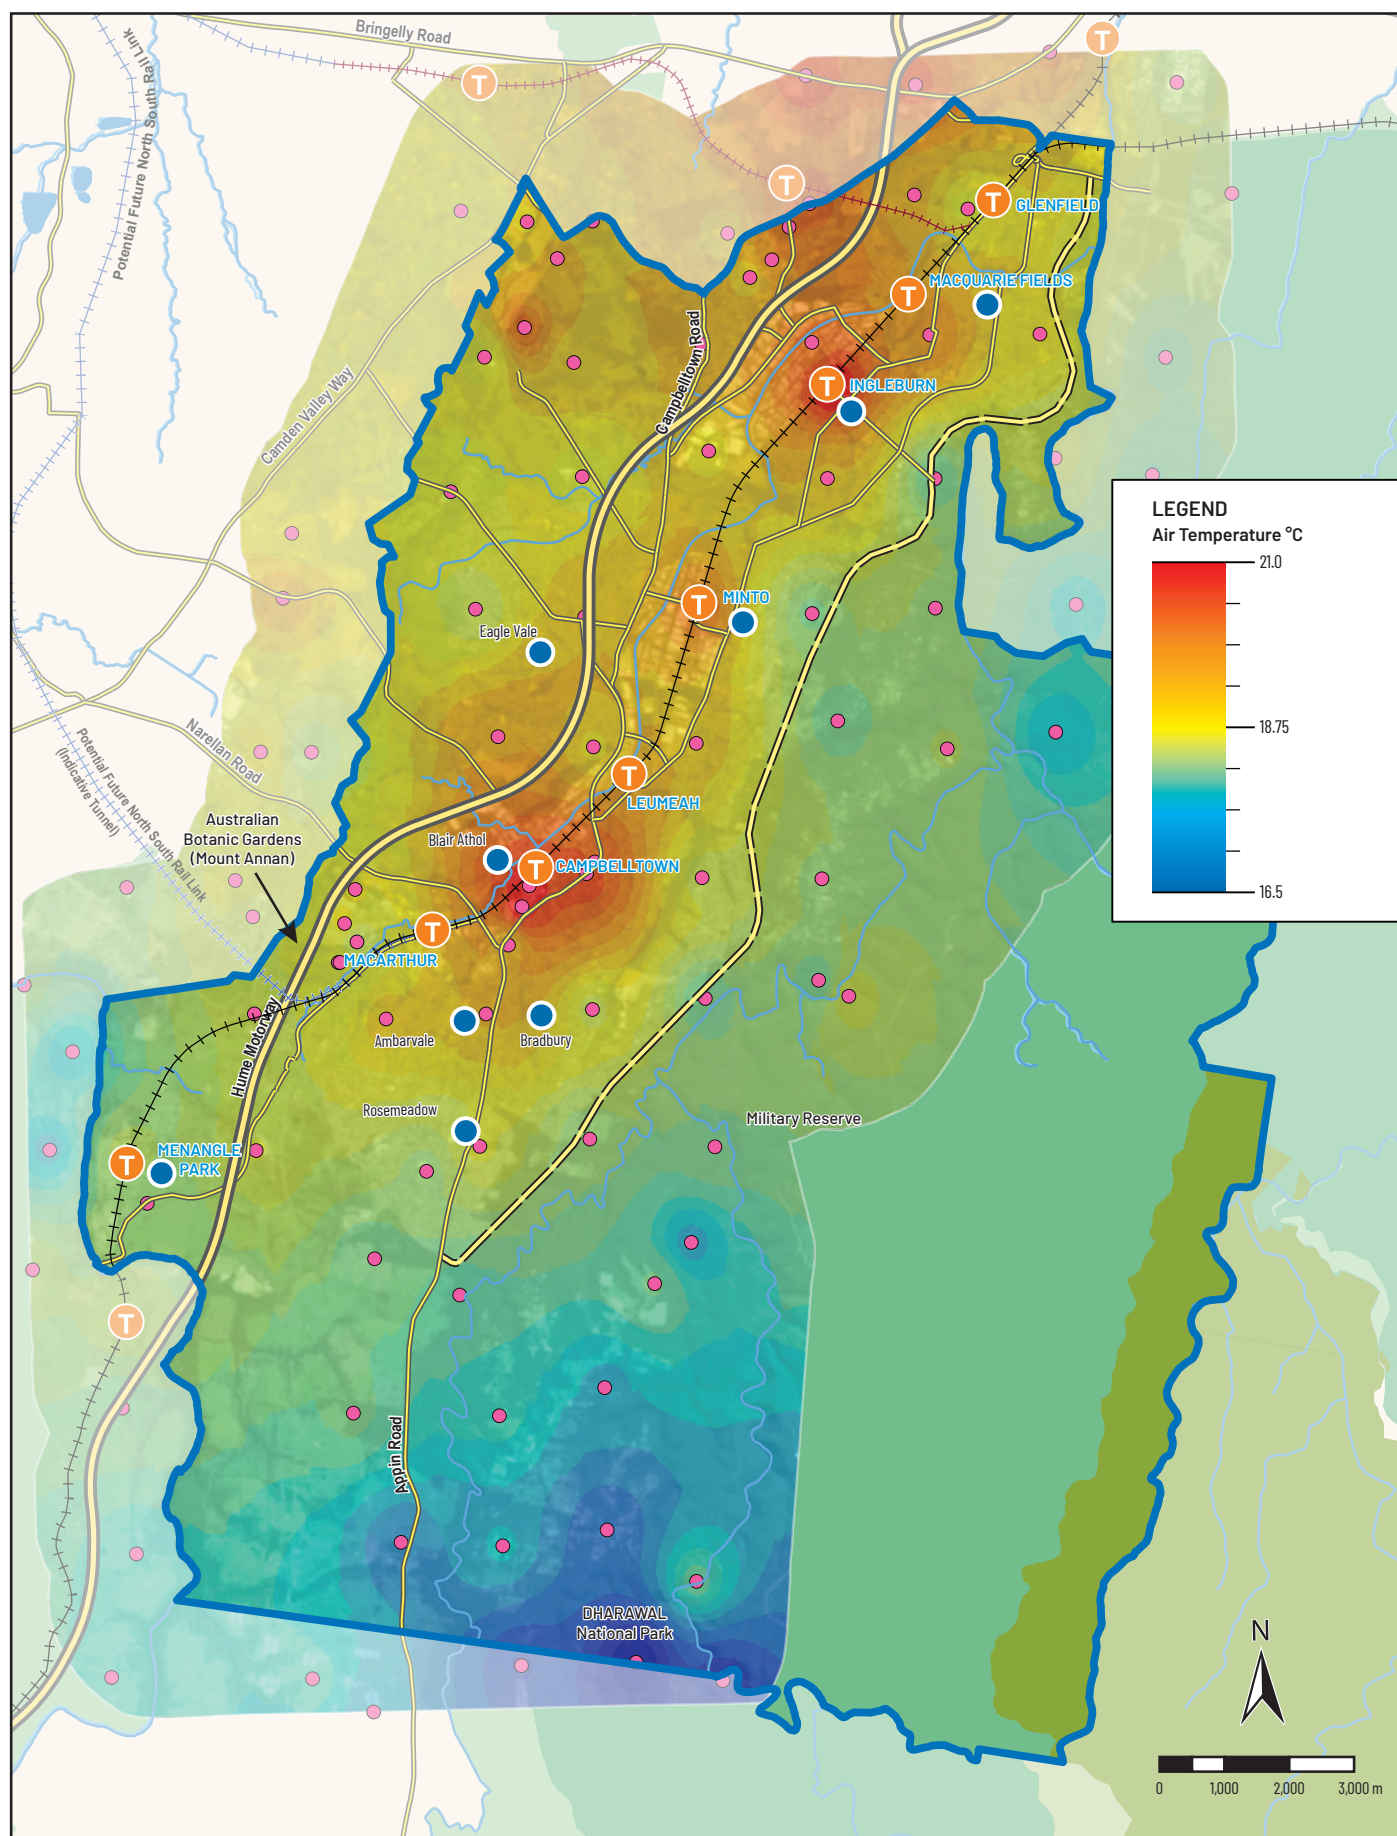 Bringelly Road
Potential Future North South Rail Link
T
T
T
T
GLENFIELD
T
MACQUARIE FIELDS
Campbelltown Road
Camden Valley Way
T
INGLEBURN
LEGEND
Air Temperature °C
21.0
18.75
16.5
T
MINTO
Eagle Vale
Narellan Road
Potential Future North South Rail Link
(Indicative Tunnel)
T
LEUMEAH
Australian
Botanic Gardens
(Mount Annan)
Blair Athol
T
CAMPBELLTOWN
T
MACARTHUR
Hume Motorway
Ambarvale
Bradbury
Rosemeadow
Military Reserve
T
MENANGLE
PARK
T
Appin Road
DHARAWAL
National Park
N
0
1,000
2,000
3,000 m